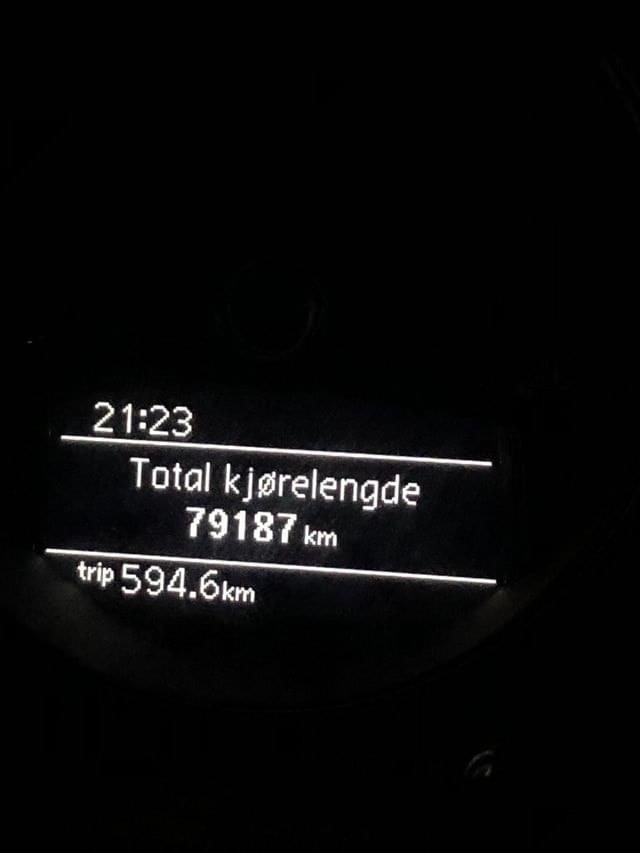 21:23
Total kjørelengde
79187 km
trip 594.6km